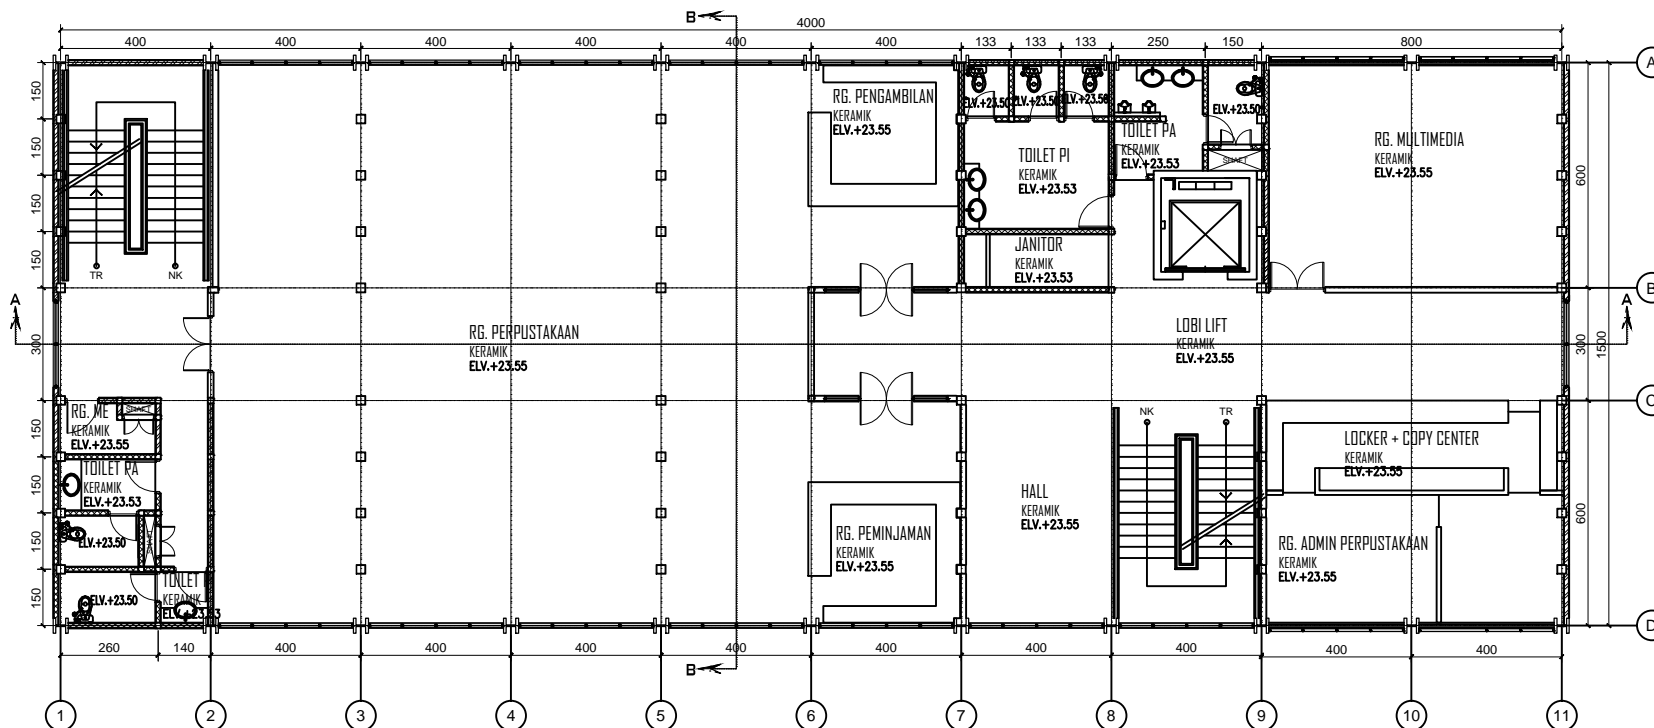 B
4000
400
400
400
400
400
400
133
133
133
250
150
800
A
150
150
150
150
RG. PENGAMBILAN
KERAMIK
ELV.+23.55
ELV.+23.50
ELV.+23.50
ELV.+23.50
ELV.+23.50
TOILET PA
KERAMIK
ELV.+23.53
SHAFT
TOILET PI
KERAMIK
ELV.+23.53
RG. MULTIMEDIA
KERAMIK
ELV.+23.55
600
JANITOR
KERAMIK
ELV.+23.53
TR
NK
B
A
A
300
RG. PERPUSTAKAAN
KERAMIK
ELV.+23.55
LOBI LIFT
KERAMIK
ELV.+23.55
300
1500
C
RG. ME
KERAMIK
ELV.+23.55
SHAFT
NK
TR
LOCKER + COPY CENTER
KERAMIK
ELV.+23.55
150
150
150
150
TOILET PA
KERAMIK
ELV.+23.53
ELV.+23.50
SHAFT
HALL
KERAMIK
ELV.+23.55
RG. PEMINJAMAN
KERAMIK
ELV.+23.55
RG. ADMIN PERPUSTAKAAN
KERAMIK
ELV.+23.55
600
ELV.+23.50
TOILET
KERAMIK
ELV.+23.53
D
260
140
400
400
400
400
400
400
400
400
400
B
1
2
3
4
5
6
7
8
9
10
11